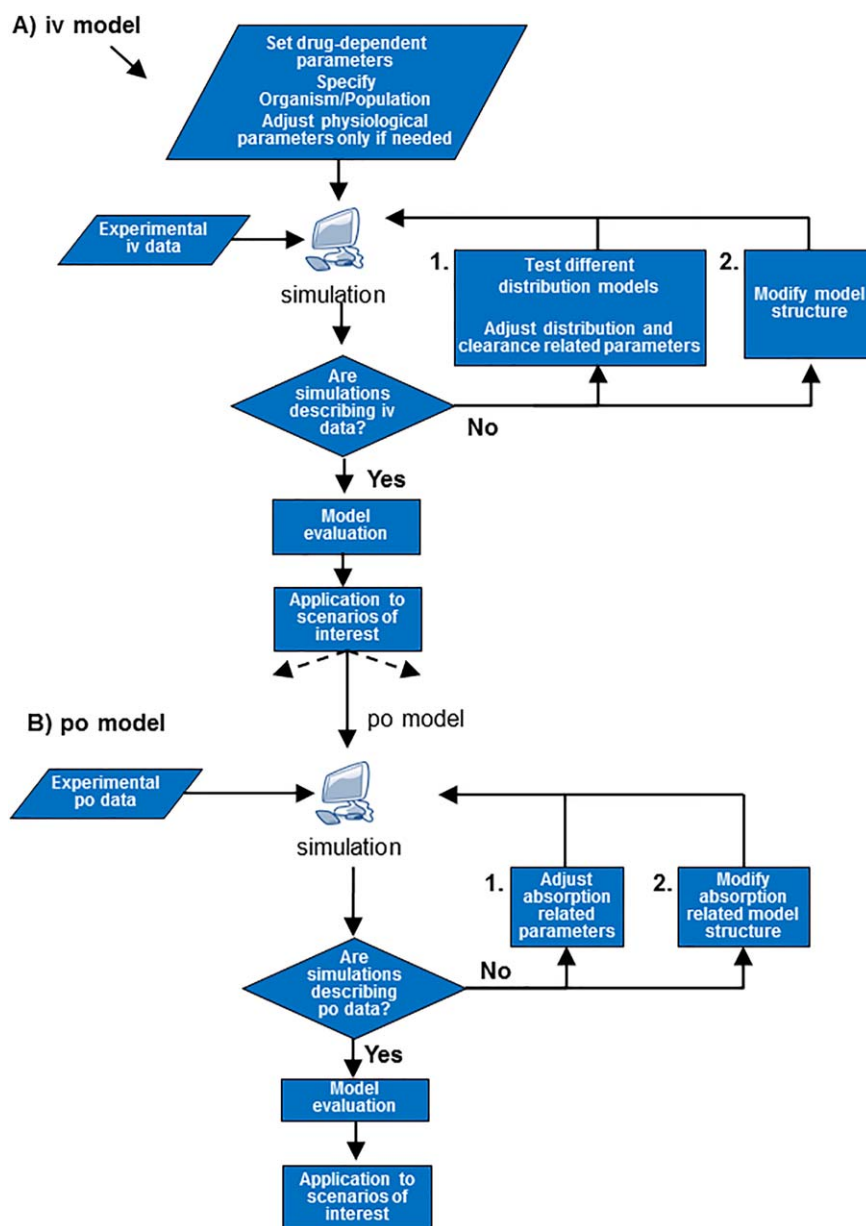 A) iv model
Set drug-dependent
parameters
Specify
Organism/Population
Adjust physiological
parameters only if needed
Experimental
iv data
simulation
1.
Test different
distribution models
Adjust distribution and
clearance related parameters
2.
Modify model
structure
Are
simulations
describing iv
data?
No
Yes
Model
evaluation
Application to
scenarios of
interest
po model
B) po model
Experimental
po data
simulation
1.
Adjust
absorption
related
parameters
2.
Modify
absorption
related model
structure
Are
simulations
describing
po data?
No
Yes
Model
evaluation
Application to
scenarios of
interest